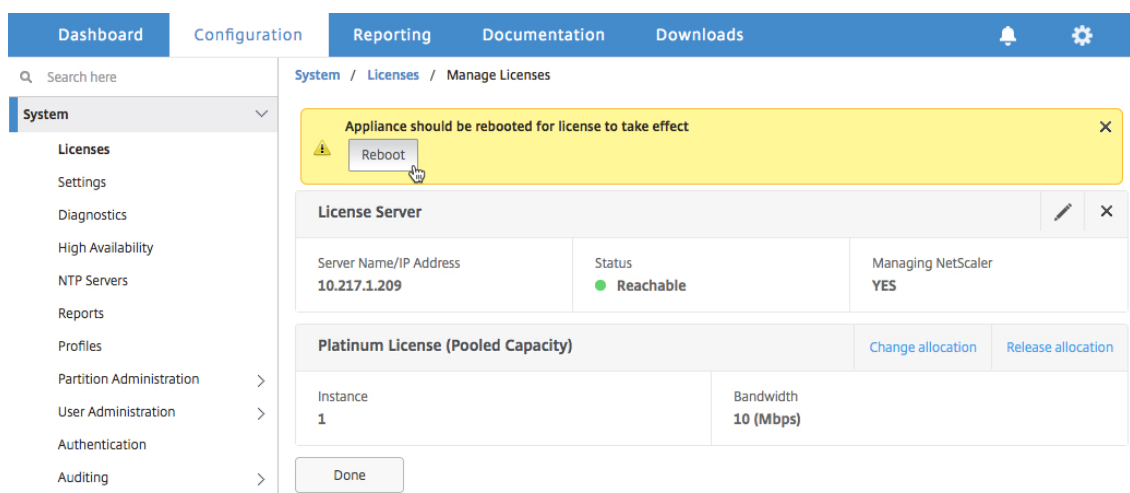 Dashboard Configuration Reporting Documentation Downloads
Search here
System / Licenses / Manage Licenses
System
Licenses
Settings
Diagnostics
High Availability
NTP Servers
Reports
Profiles
Partition Administration
User Administration
Authentication
Auditing
Appliance should be rebooted for license to take effect
Reboot
License Server
Server Name/IP Address Status Managing NetScaler
10.217.1.209 Reachable YES
Platinum License (Pooled Capacity) Change allocation Release allocation
Instance Bandwidth
1 10 (Mbps)
Done